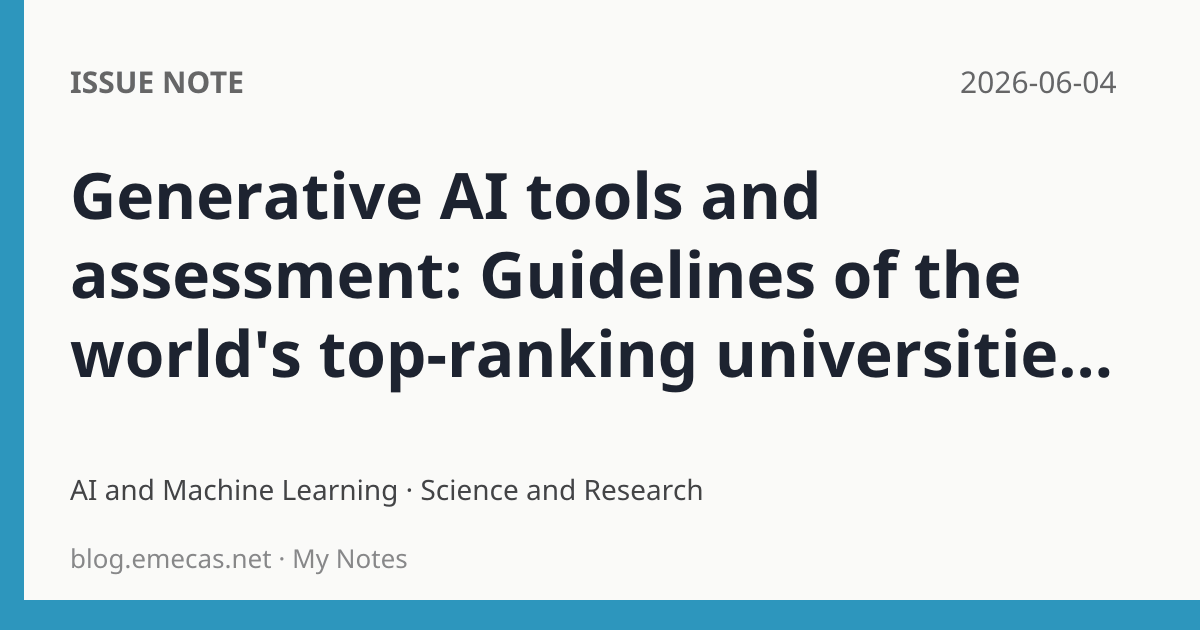 ISSUE NOTE
2026-06-04
Generative AI tools and
assessment: Guidelines of the
world's top-ranking universitie...
AI and Machine Learning · Science and Research
blog.emecas.net · My Notes